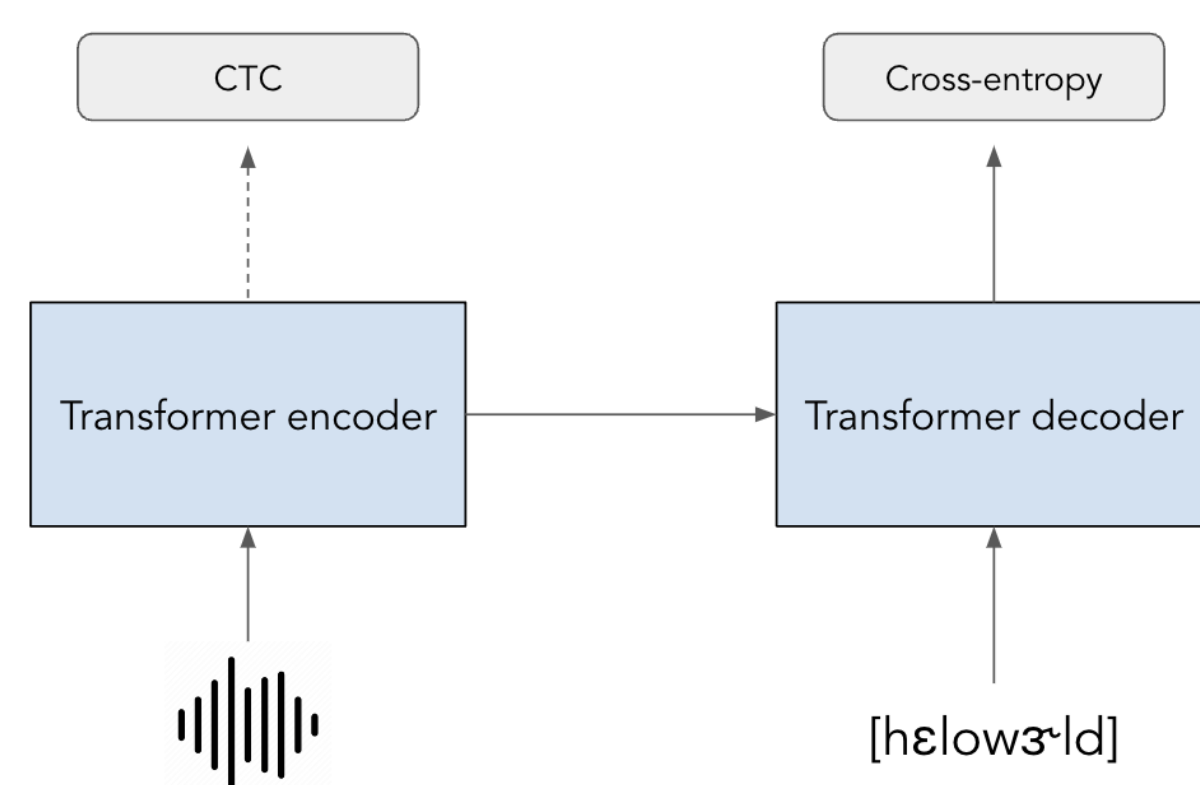 CTC
Cross-entropy
Transformer encoder
Transformer decoder
[hɛlowɝld]